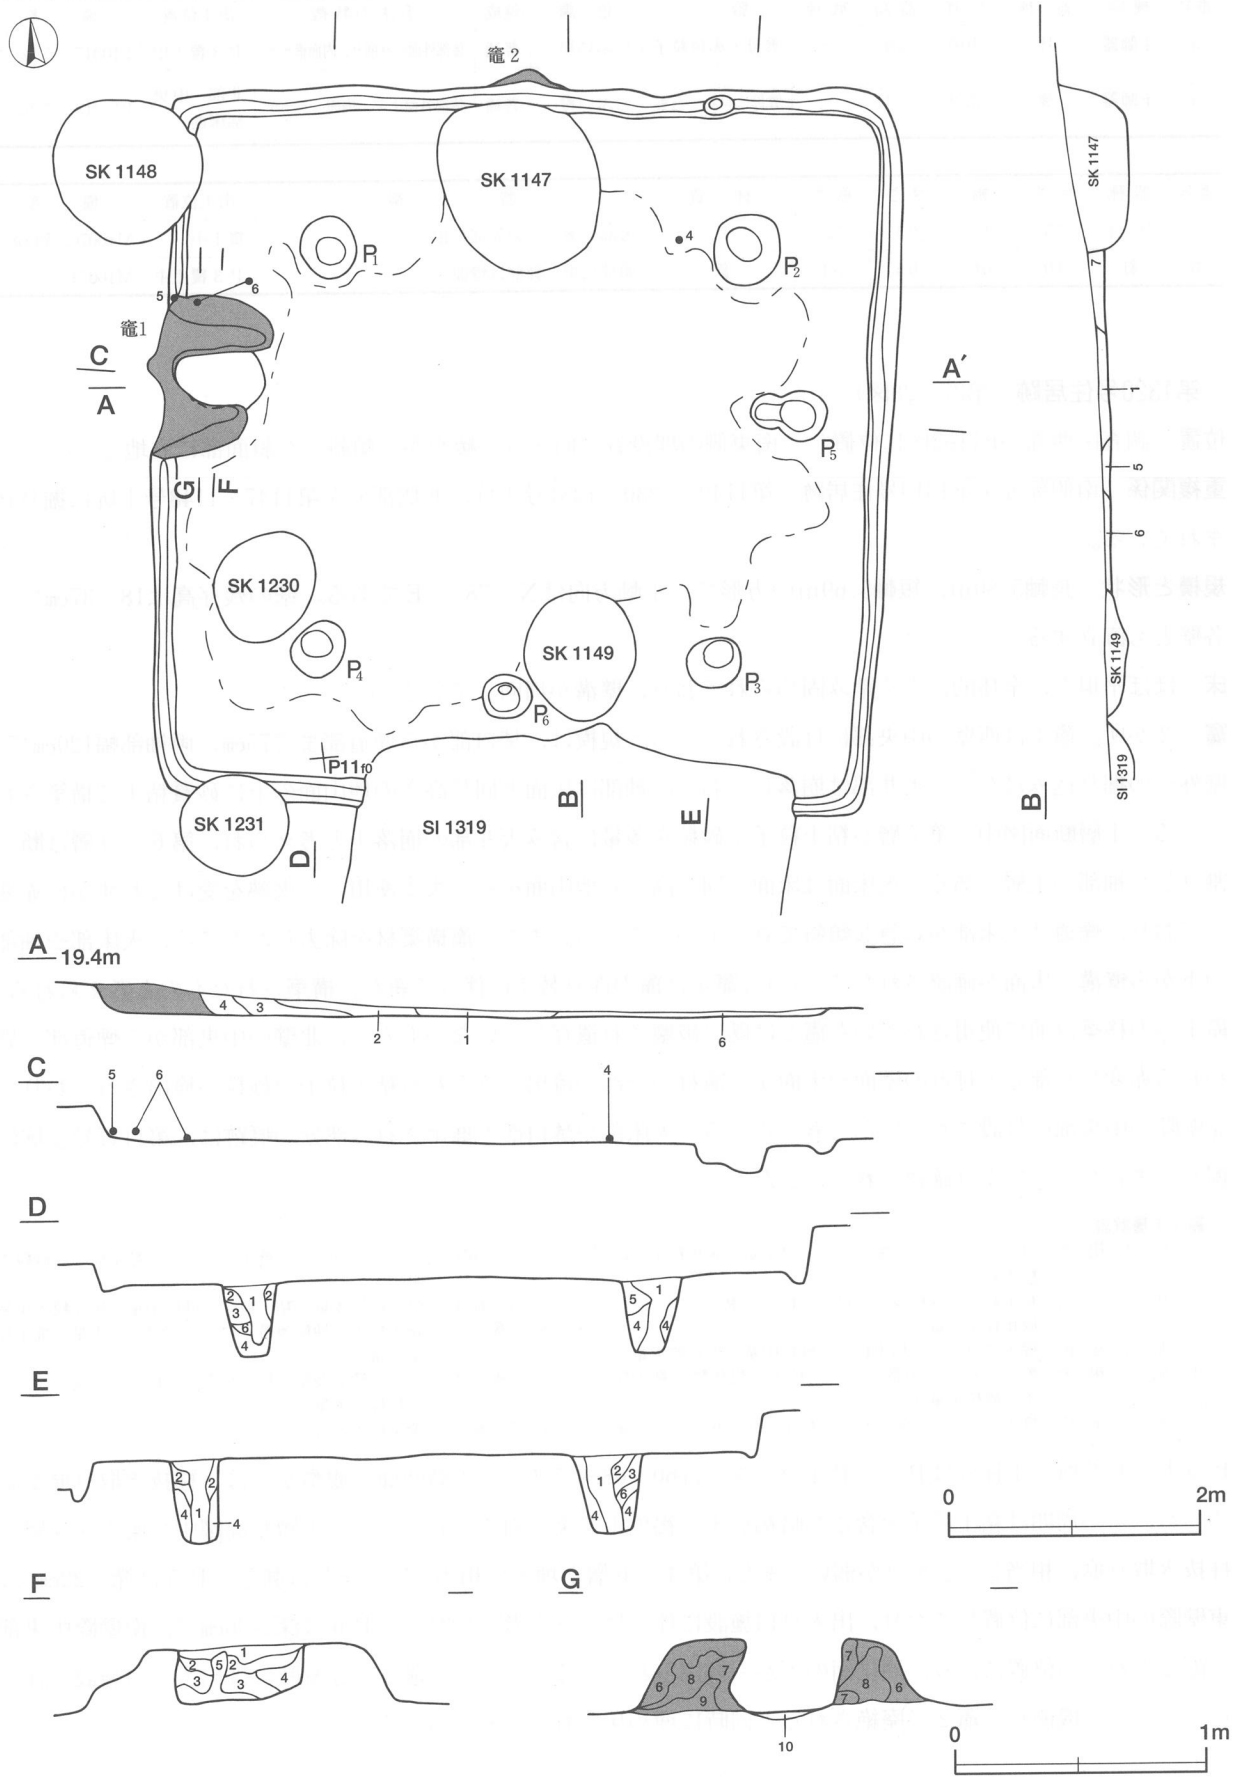 竈2
SK 1148
SK 1147
P1
4
P2
5
6
竈1
C
A
A′
P5
G
F
SK 1230
P4
SK 1149
P3
P6
P11f0
SK 1231
SI 1319
D
B
E
SK 1147
7
1
5
6
SK 1149
SI 1319
B
A 19.4m
4 3
2 1 6
C
5 6 4
D
2 1 2
3
6
4
5 1
4 4
E
2 2
4 1
4
1 2 3
6
4 4
0 2m
F
1
2 5 2
3 3 4
G
6 8 7
9
7
8 6
7
10
0 1m